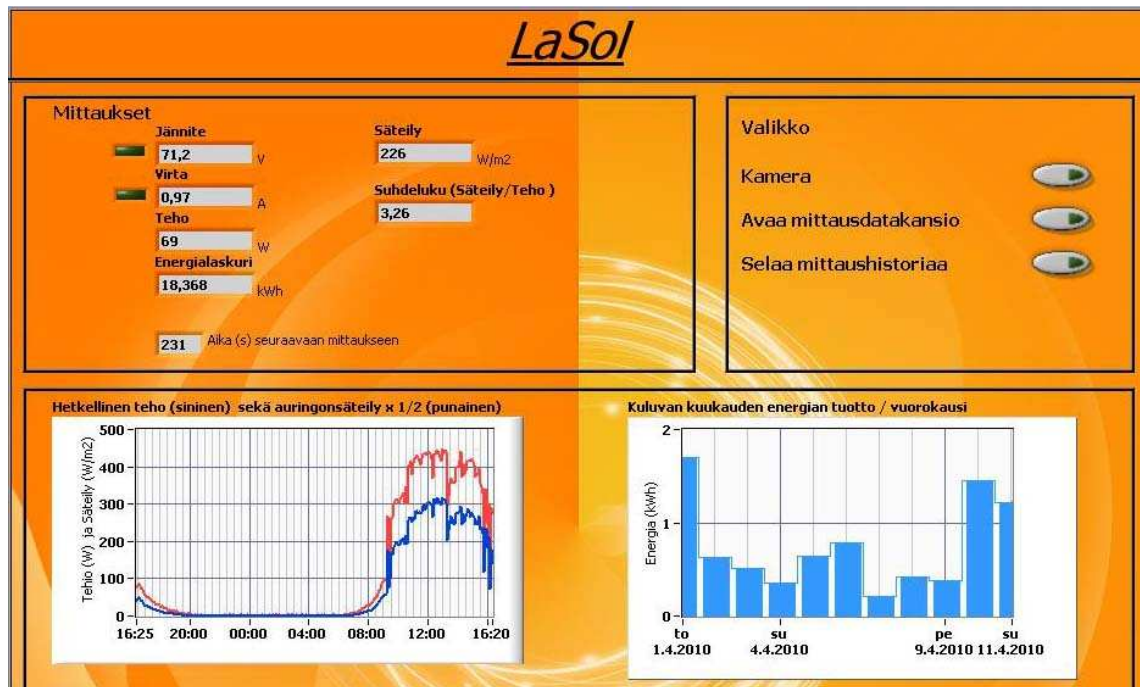 LaSol
Mittaukset
Jännite
71,2 V
Virta
0,97 A
Teho
69 W
Energialaskuri
18,368 kWh
231 Aika (s) seuraavaan mittaukseen
Säteily
226 W/m2
Suhdeluku (Säteily/Teho )
3,26
Valikko
Kamera
Avaa mittausdatakansio
Selaa mittaushistoriaa
Hetkellinen teho (sininen) sekä auringonsäteily x 1/2 (punainen)
Tehio (W) ja Säteily (W/m2)
500
400
300
200
100
0
16:25 20:00 00:00 04:00 08:00 12:00 16:20
Kuluvan kuukauden energian tuotto / vuorokausi
Energia (kWh)
2
1
0
to su pe su
1.4.2010 4.4.2010 9.4.2010 11.4.2010